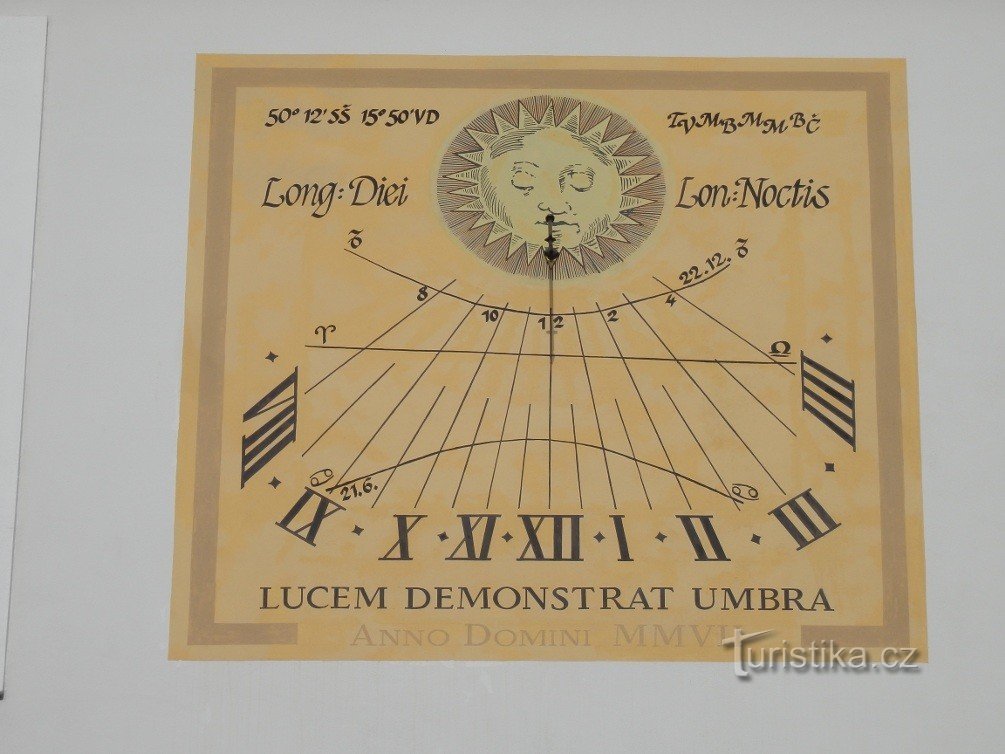 50° 12' SŠ 15° 50' VD
TVMBMMBČ
Long: Diei
Lon: Noctis
♑
22.12. ♑
8 10 12 2 4
♈
♎
VIII
IIII
♋ 21.6.
♋
IX X XI XII I II III
LUCEM DEMONSTRAT UMBRA
ANNO DOMINI MMVII
Turistika.cz